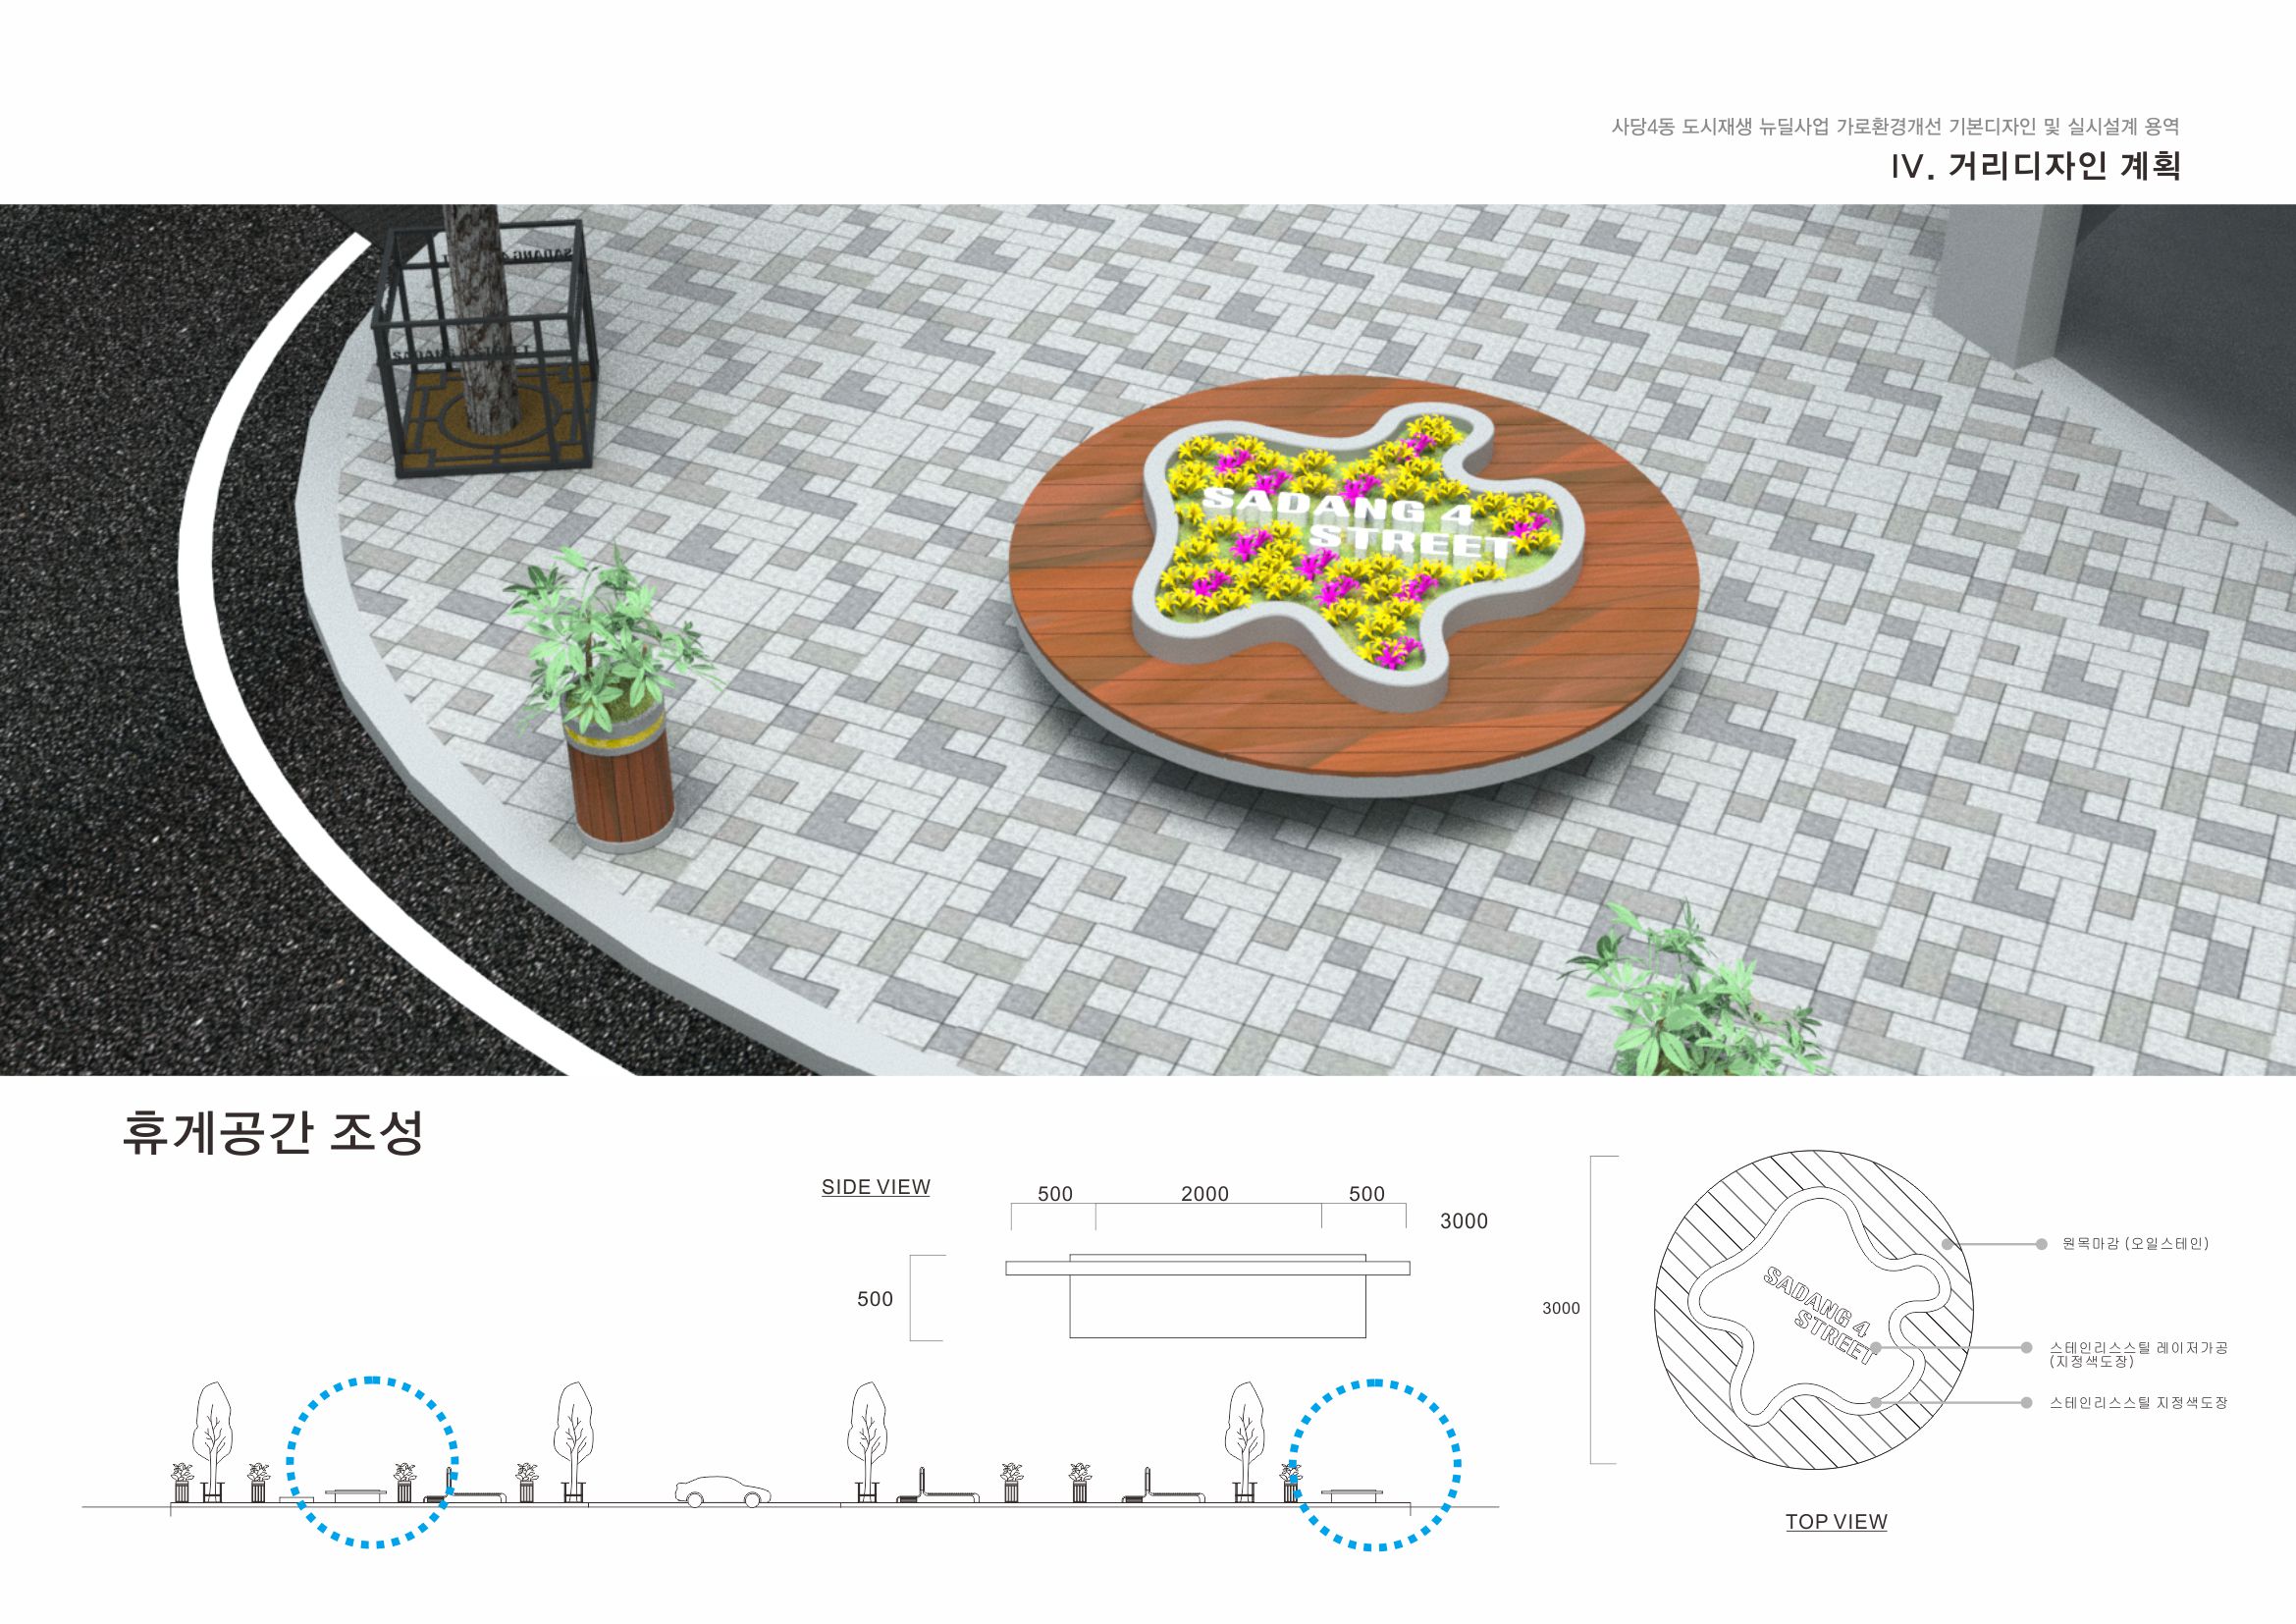 사당4동 도시재생 뉴딜사업 가로환경개선 기본디자인 및 실시설계 용역
IV. 거리디자인 계획
SADANG
SADANG 4
STREET
휴게공간 조성
SIDE VIEW
500
2000
500
3000
500
3000
SADANG 4
STREET
원목마감 (오일스테인)
스테인리스스틸 레이저가공
(지정색도장)
스테인리스스틸 지정색도장
TOP VIEW